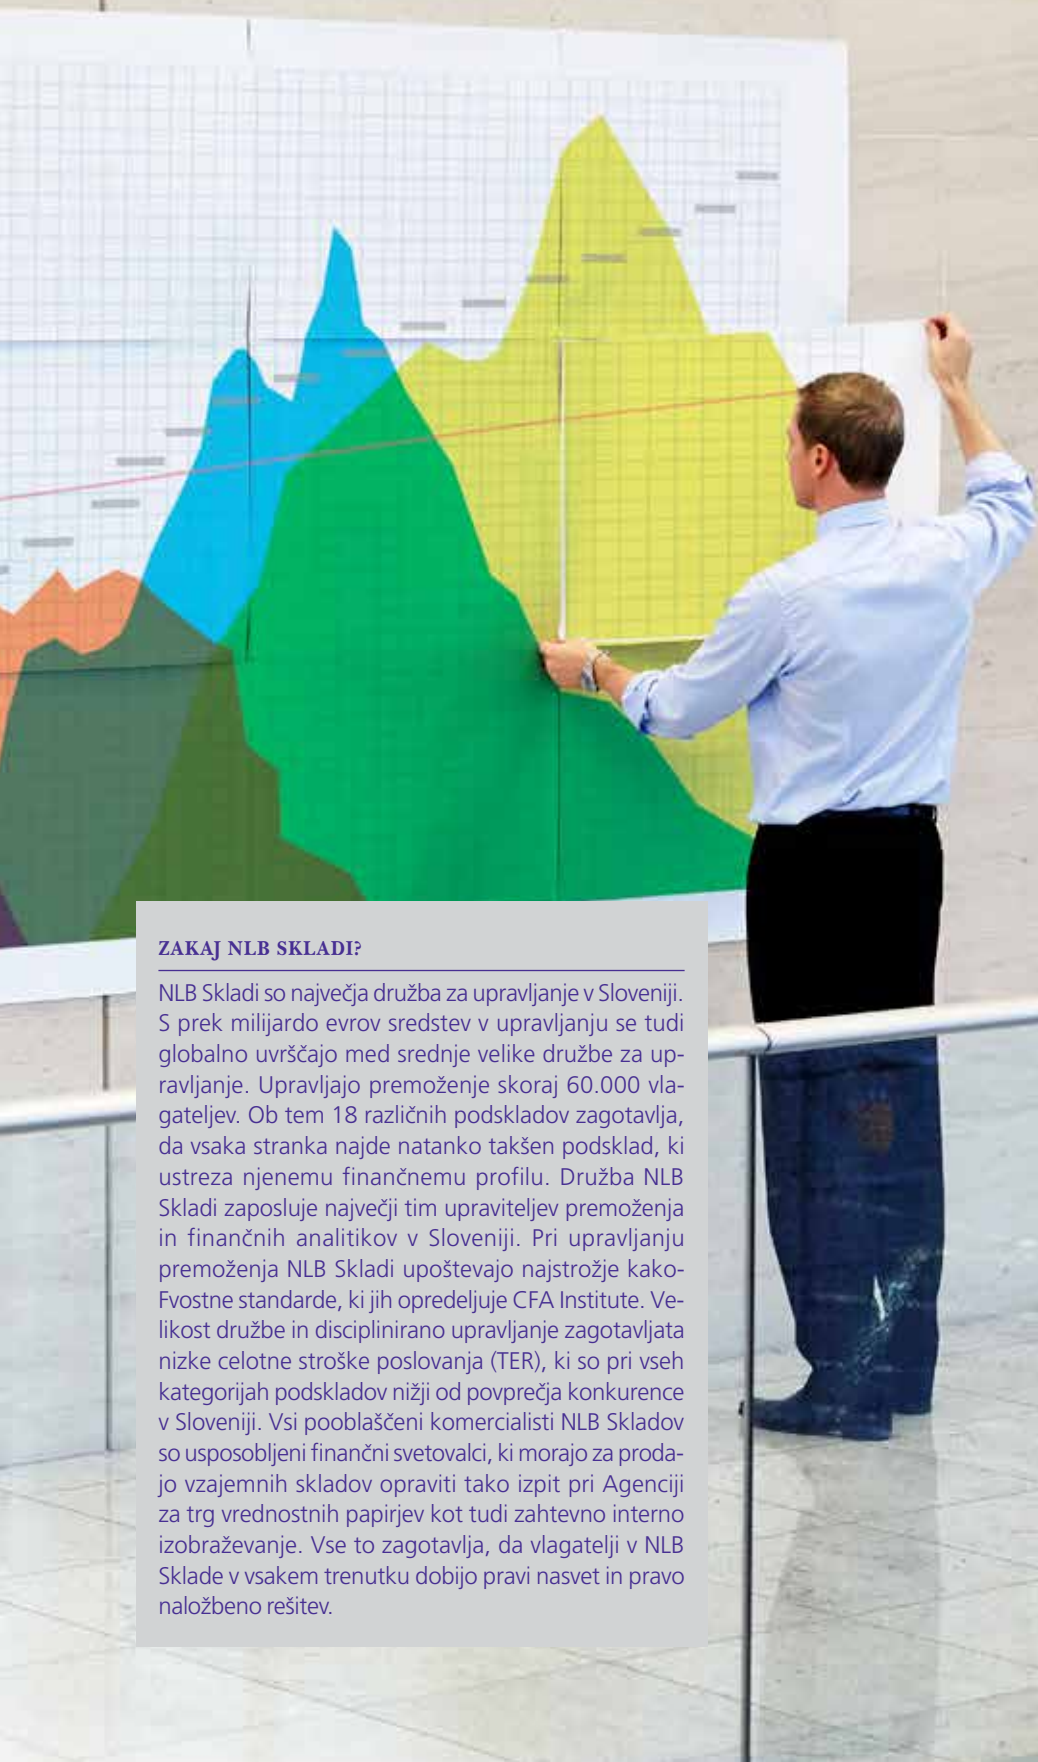 ZAKAJ NLB SKLADI?
NLB Skladi so največja družba za upravljanje v Sloveniji.
S prek milijardo evrov sredstev v upravljanju se tudi
globalno uvrščajo med srednje velike družbe za up-
ravljanje. Upravljajo premoženje skoraj 60.000 vla-
gateljev. Ob tem 18 različnih podskladov zagotavlja,
da vsaka stranka najde natanko takšen podsklad, ki
ustreza njenemu finančnemu profilu. Družba NLB
Skladi zaposluje največji tim upraviteljev premoženja
in finančnih analitikov v Sloveniji. Pri upravljanju
premoženja NLB Skladi upoštevajo najstrožje kako-
Fvostne standarde, ki jih opredeljuje CFA Institute. Ve-
likost družbe in disciplinirano upravljanje zagotavljata
nizke celotne stroške poslovanja (TER), ki so pri vseh
kategorijah podskladov nižji od povprečja konkurence
v Sloveniji. Vsi pooblaščeni komercialisti NLB Skladov
so usposobljeni finančni svetovalci, ki morajo za proda-
jo vzajemnih skladov opraviti tako izpit pri Agenciji
za trg vrednostnih papirjev kot tudi zahtevno interno
izobraževanje. Vse to zagotavlja, da vlagatelji v NLB
Sklade v vsakem trenutku dobijo pravi nasvet in pravo
naložbeno rešitev.